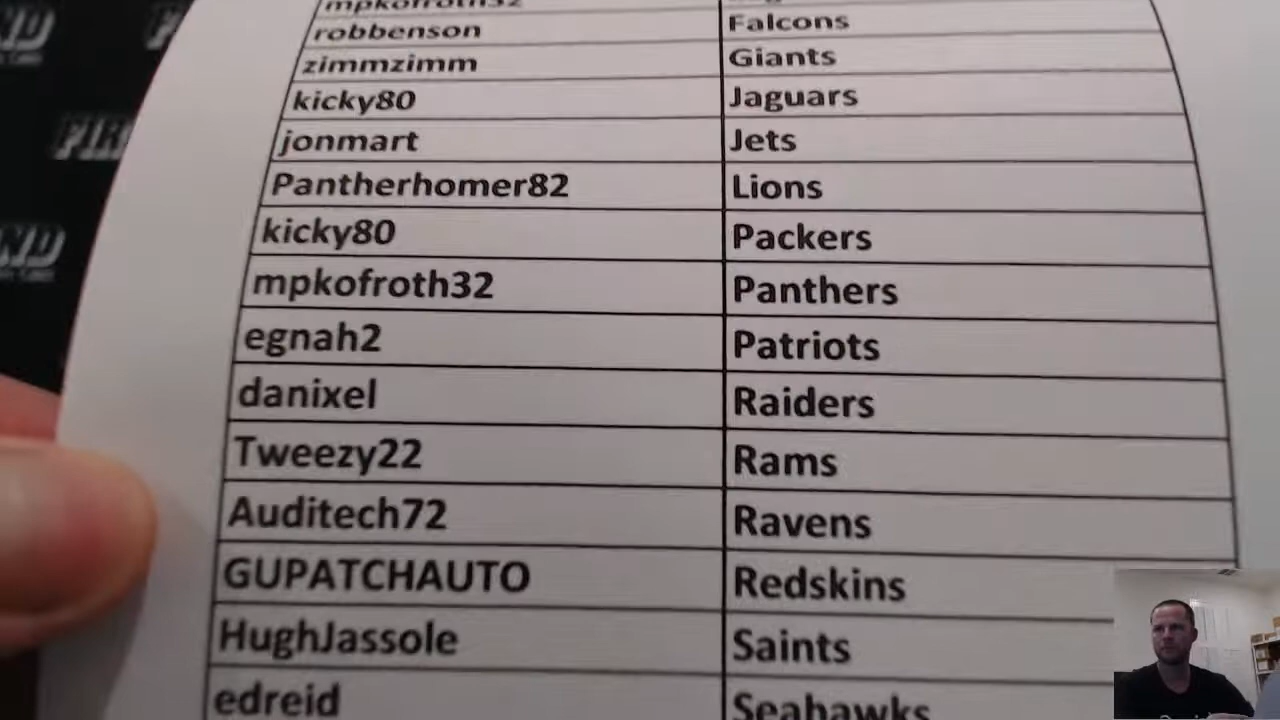 mpkofroth32
robbenson Falcons
zimmzimm Giants
kicky80 Jaguars
jonmart Jets
Pantherhomer82 Lions
kicky80 Packers
mpkofroth32 Panthers
egnah2 Patriots
danixel Raiders
Tweezy22 Rams
Auditech72 Ravens
GUPATCHAUTO Redskins
HughJassole Saints
edreid Seahawks